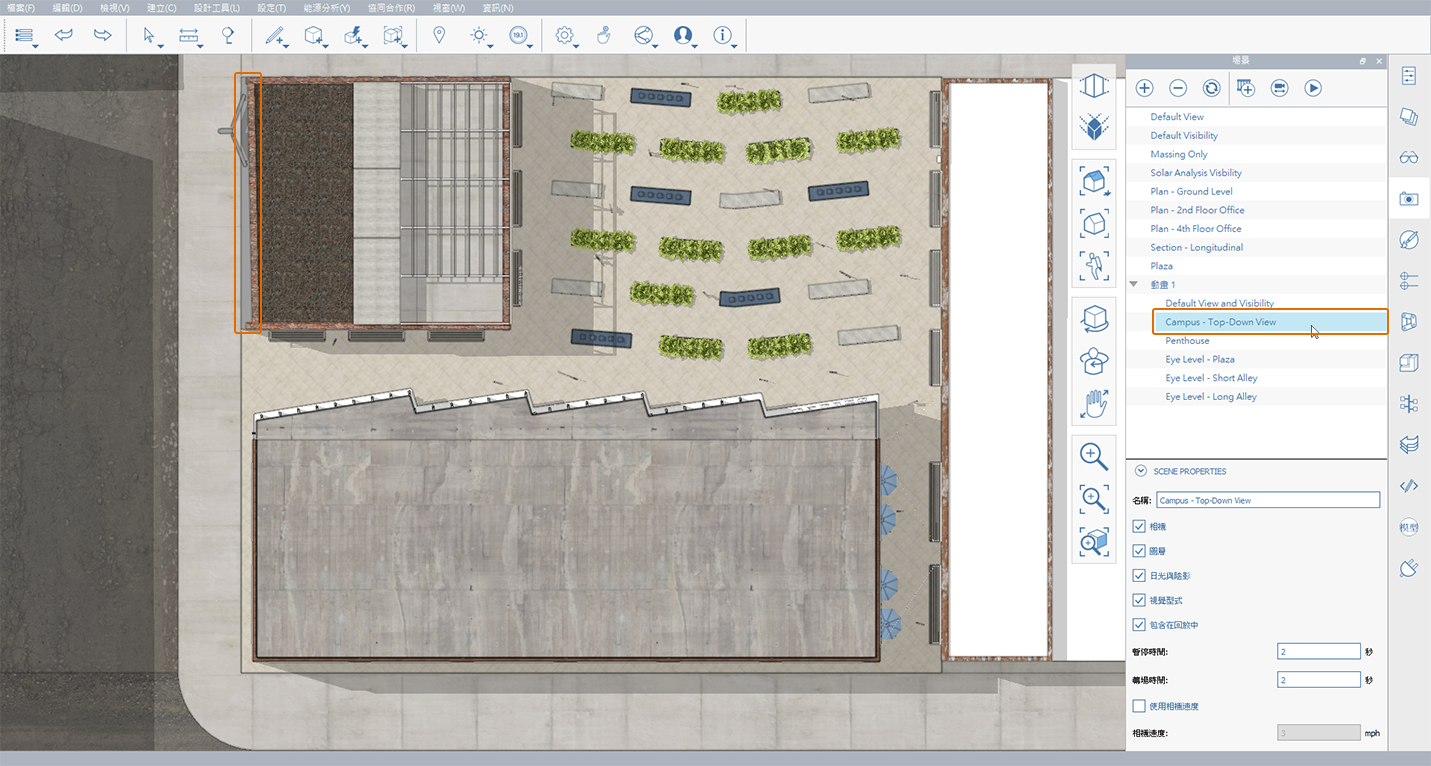 檔案(F) 編輯(D) 檢視(V) 建立(C) 設計工具(L) 設定(T) 能源分析(Y) 協同合作(R) 視窗(W) 資訊(N)
場景
Default View
Default Visibility
Massing Only
Solar Analysis Visbility
Plan - Ground Level
Plan - 2nd Floor Office
Plan - 4th Floor Office
Section - Longitudinal
Plaza
動畫 1
Default View and Visibility
Campus - Top-Down View
Penthouse
Eye Level - Plaza
Eye Level - Short Alley
Eye Level - Long Alley
SCENE PROPERTIES
名稱: Campus - Top-Down View
相機
圖層
日光與陰影
視覺型式
包含在回放中
暫停時間: 2 秒
轉場時間: 2 秒
使用相機速度
相機速度: 3 mph
模型